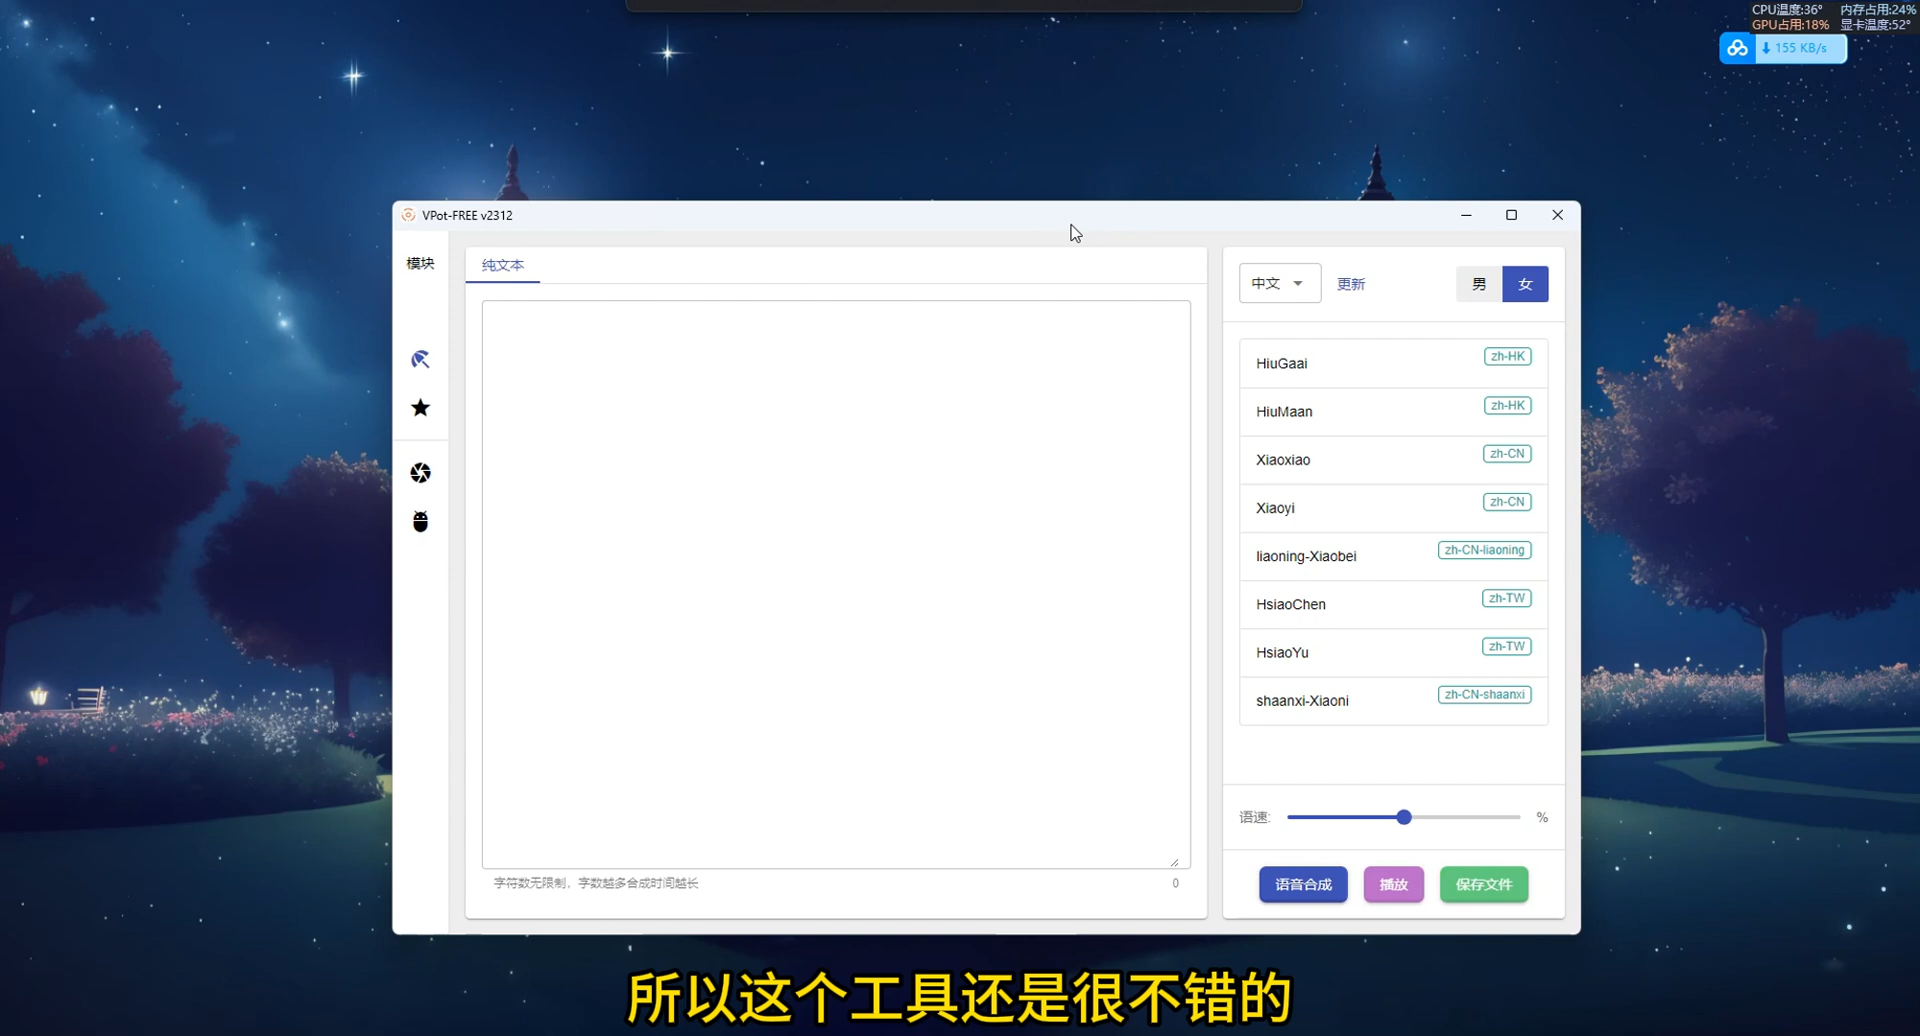 CPU温度:36° 内存占用:24%
GPU占用:18% 显卡温度:52°
155 KB/s
VPot-FREE v2312
模块
纯文本
中文
更新
男
女
HiuGaai zh-HK
HiuMaan zh-HK
Xiaoxiao zh-CN
Xiaoyi zh-CN
liaoning-Xiaobei zh-CN-liaoning
HsiaoChen zh-TW
HsiaoYu zh-TW
shaanxi-Xiaoni zh-CN-shaanxi
语速: %
字符数无限制，字数越多合成时间越长 0
语音合成
播放
保存文件
所以这个工具还是很不错的